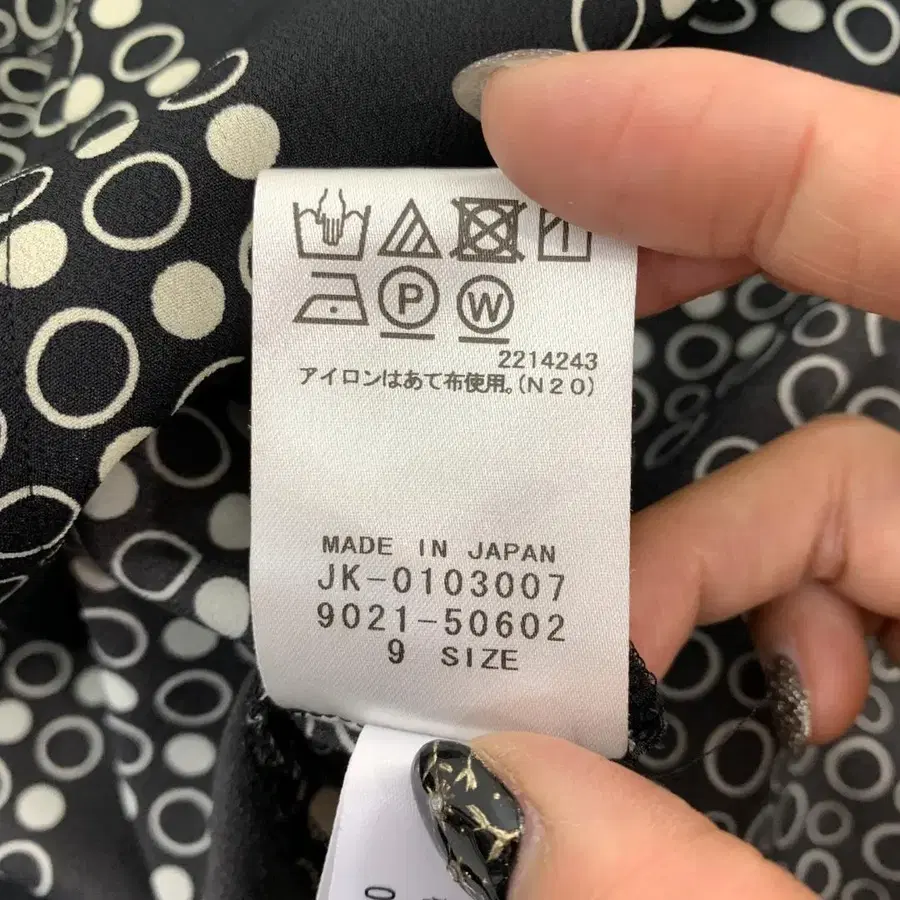 P W
2214243
アイロンはあて布使用。(N20)
MADE IN JAPAN
JK-0103007
9021-50602
9 SIZE
0